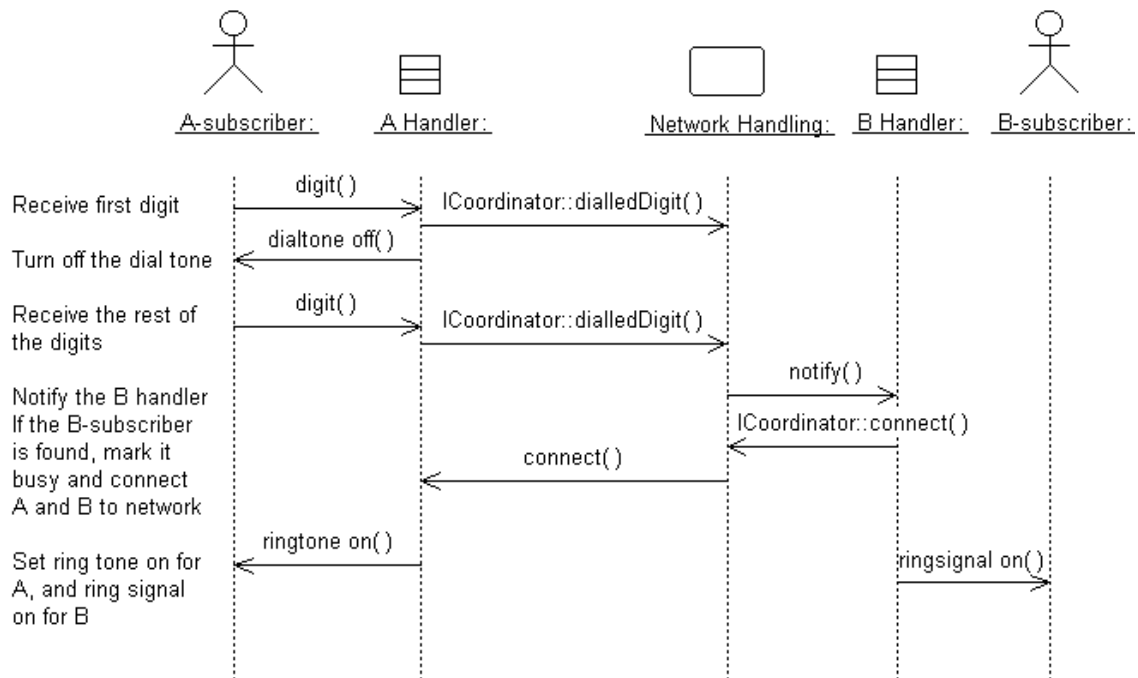 A-subscriber:
A Handler:
Network Handling:
B Handler:
B-subscriber:
Receive first digit
digit( )
ICoordinator::dialledDigit( )
Turn off the dial tone
dialtone off( )
Receive the rest of
the digits
digit( )
ICoordinator::dialledDigit( )
Notify the B handler
If the B-subscriber
is found, mark it
busy and connect
A and B to network
notify( )
ICoordinator::connect( )
connect( )
Set ring tone on for
A, and ring signal
on for B
ringtone on( )
ringsignal on( )